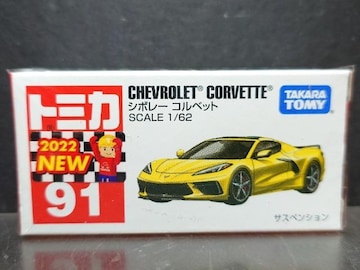 トミカ
2022
NEW
91
CHEVROLET® CORVETTE®
シボレー コルベット
SCALE 1/62
TAKARA
TOMY
サスペンション